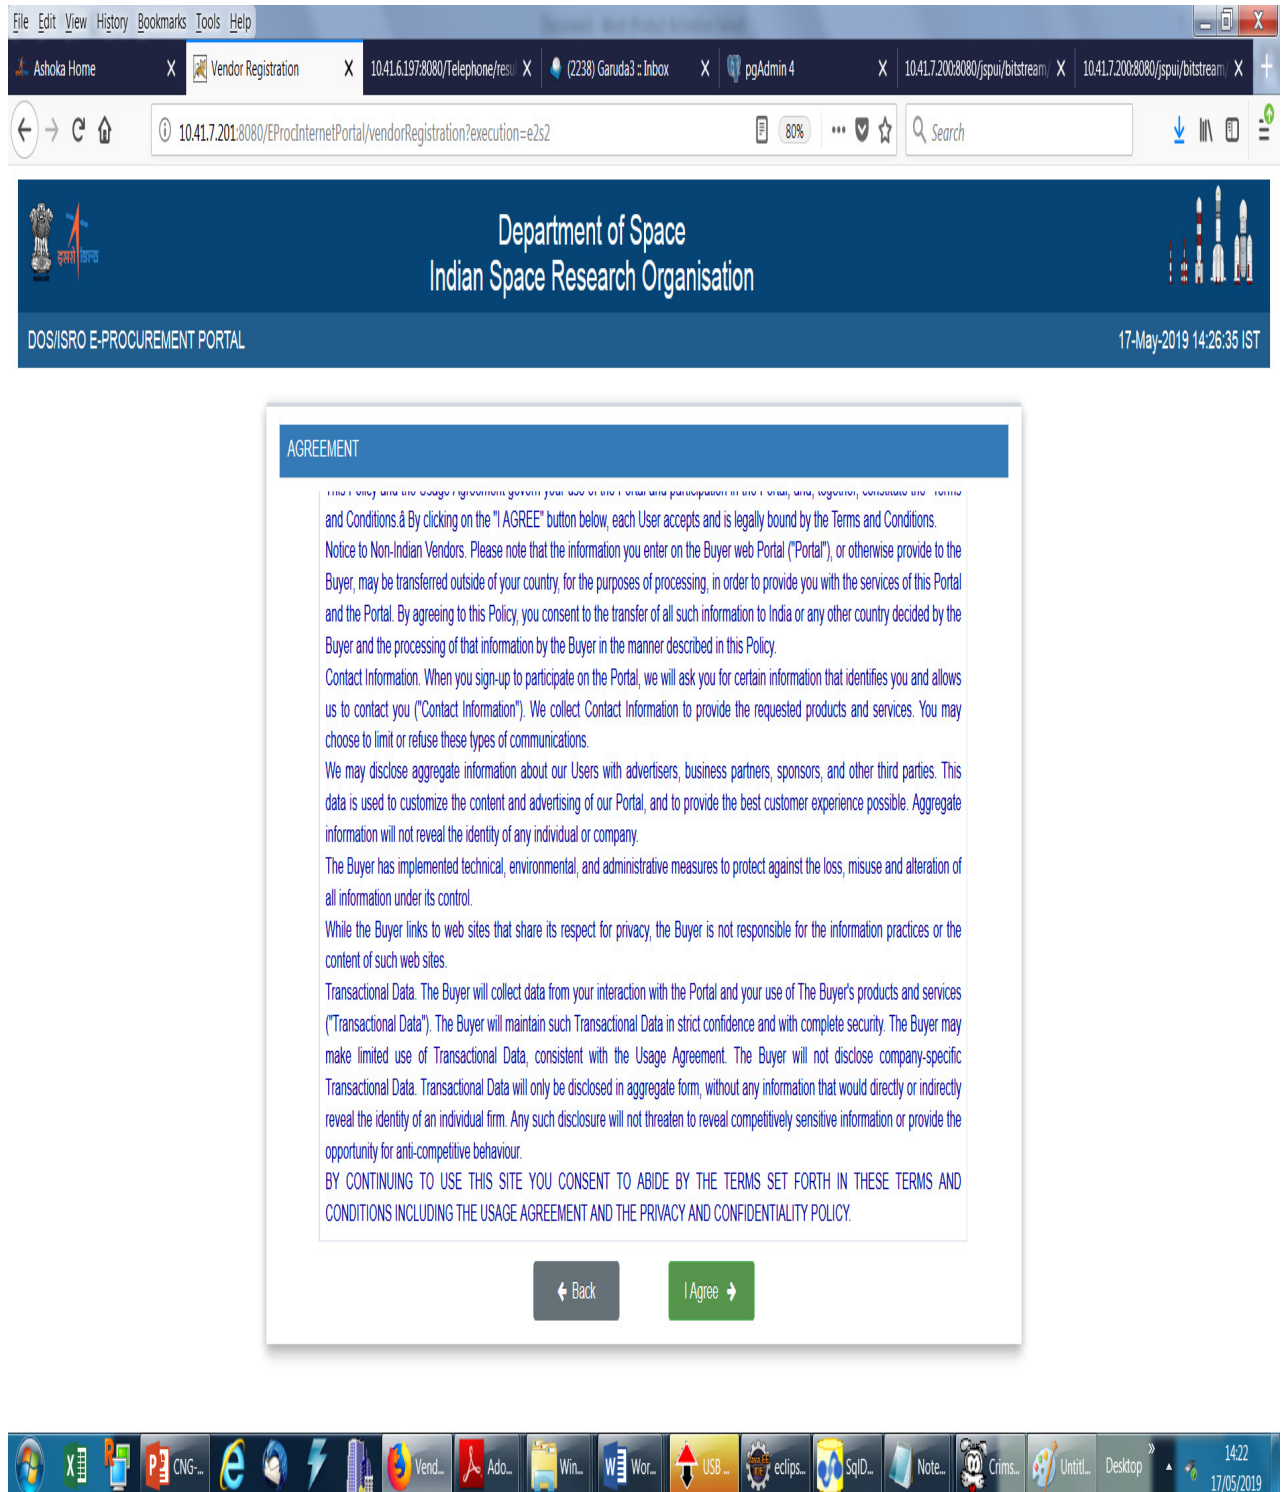 File Edit View History Bookmarks Tools Help
Ashoka Home X Vendor Registration X 10.41.6.197:8080/Telephone/resul X (2238) Garuda3 :: Inbox X pgAdmin 4 X 10.41.7.200:8080/jspui/bitstream/ X 10.41.7.200:8080/jspui/bitstream/ X
10.41.7.201:8080/EProcInternetPortal/vendorRegistration?execution=e2s2 80% Search
इसरो isro
Department of Space
Indian Space Research Organisation
DOS/ISRO E-PROCUREMENT PORTAL 17-May-2019 14:26:35 IST
AGREEMENT
This Policy and the Usage Agreement govern your use of the Portal and participation in the Portal, and, together, constitute the "Terms
and Conditions.â By clicking on the "I AGREE" button below, each User accepts and is legally bound by the Terms and Conditions.
Notice to Non-Indian Vendors. Please note that the information you enter on the Buyer web Portal ("Portal"), or otherwise provide to the
Buyer, may be transferred outside of your country, for the purposes of processing, in order to provide you with the services of this Portal
and the Portal. By agreeing to this Policy, you consent to the transfer of all such information to India or any other country decided by the
Buyer and the processing of that information by the Buyer in the manner described in this Policy.
Contact Information. When you sign-up to participate on the Portal, we will ask you for certain information that identifies you and allows
us to contact you ("Contact Information"). We collect Contact Information to provide the requested products and services. You may
choose to limit or refuse these types of communications.
We may disclose aggregate information about our Users with advertisers, business partners, sponsors, and other third parties. This
data is used to customize the content and advertising of our Portal, and to provide the best customer experience possible. Aggregate
information will not reveal the identity of any individual or company.
The Buyer has implemented technical, environmental, and administrative measures to protect against the loss, misuse and alteration of
all information under its control.
While the Buyer links to web sites that share its respect for privacy, the Buyer is not responsible for the information practices or the
content of such web sites.
Transactional Data. The Buyer will collect data from your interaction with the Portal and your use of The Buyer's products and services
("Transactional Data"). The Buyer will maintain such Transactional Data in strict confidence and with complete security. The Buyer may
make limited use of Transactional Data, consistent with the Usage Agreement. The Buyer will not disclose company-specific
Transactional Data. Transactional Data will only be disclosed in aggregate form, without any information that would directly or indirectly
reveal the identity of an individual firm. Any such disclosure will not threaten to reveal competitively sensitive information or provide the
opportunity for anti-competitive behaviour.
BY CONTINUING TO USE THIS SITE YOU CONSENT TO ABIDE BY THE TERMS SET FORTH IN THESE TERMS AND
CONDITIONS INCLUDING THE USAGE AGREEMENT AND THE PRIVACY AND CONFIDENTIALITY POLICY.
Back I Agree
CNG-... Vend... Ado... Win... Wor... USB ... eclips... SqlD... Note... Crims... Untitl... Desktop » 14:22
17/05/2019